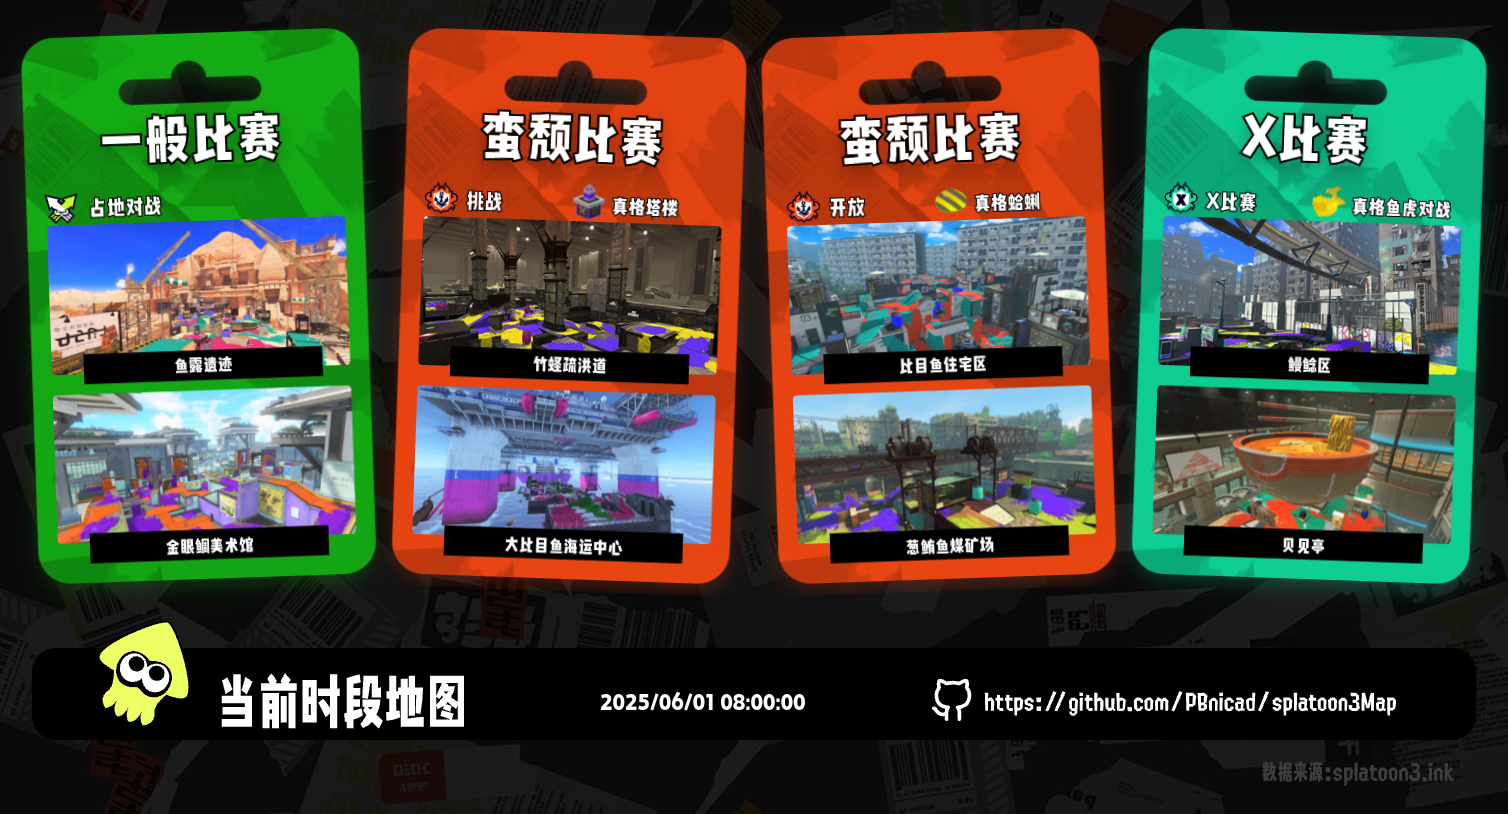 一般比赛
占地对战
鱼露遗迹
金眼鲷美术馆
蛮颓比赛
挑战
真格塔楼
竹蛏疏洪道
大比目鱼海运中心
蛮颓比赛
开放
真格蛤蜊
比目鱼住宅区
葱鲔鱼煤矿场
X比赛
X比赛
真格鱼虎对战
鳗鲶区
贝见亭
当前时段地图
2025/06/01 08:00:00
https://github.com/PBnicad/splatoon3Map
数据来源:splatoon3.ink